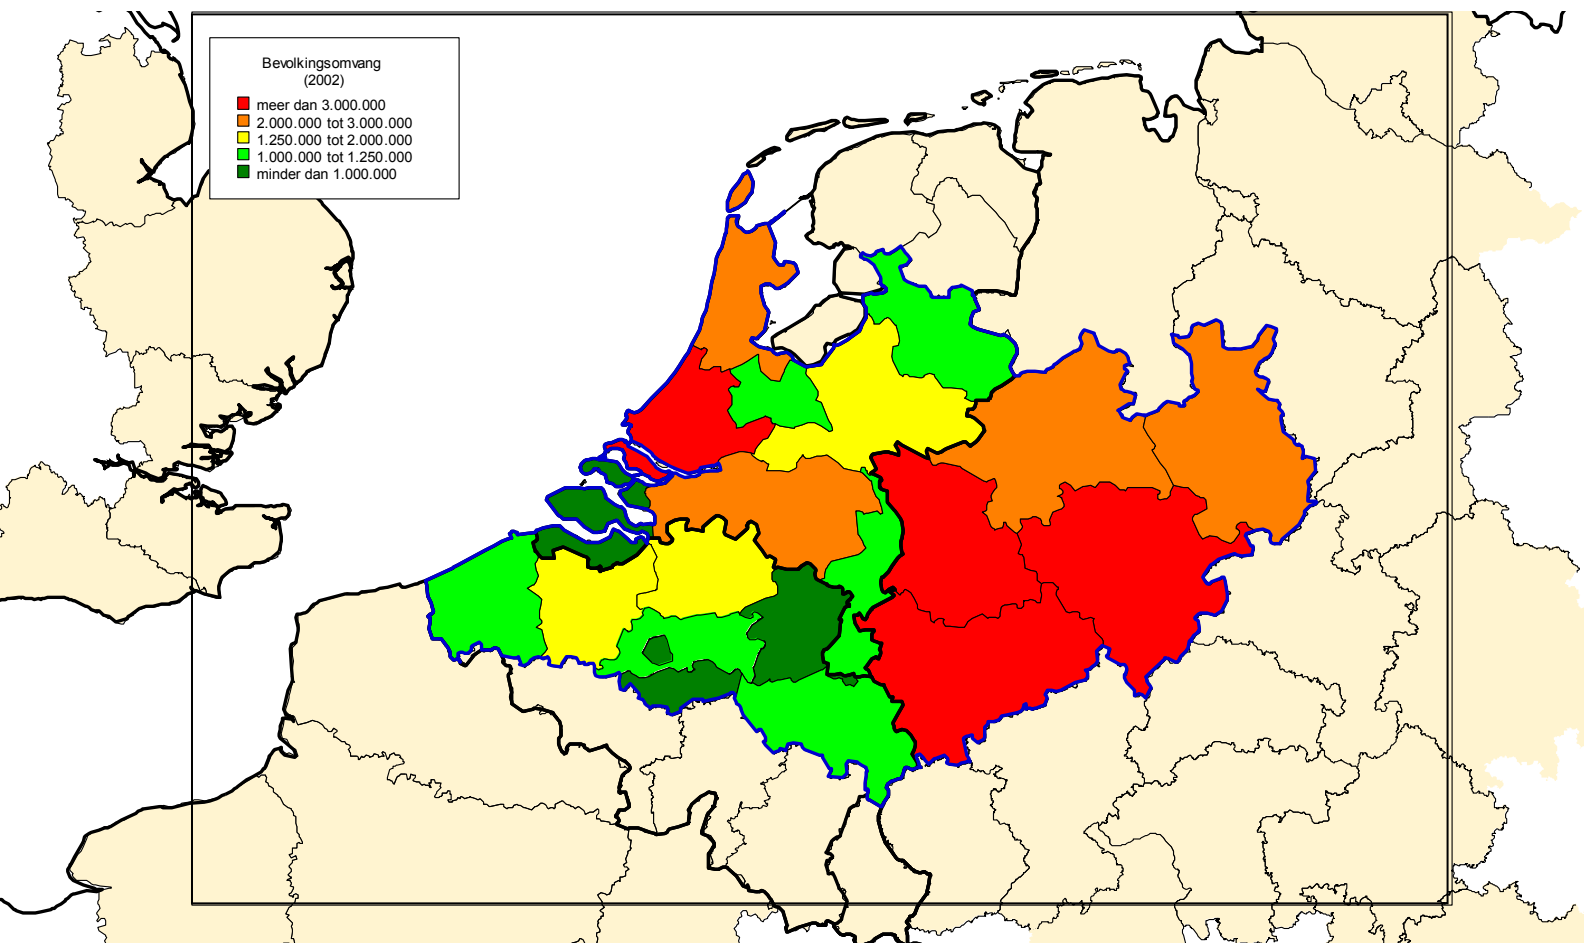 Bevolkingsomvang
(2002)
meer dan 3.000.000
2.000.000 tot 3.000.000
1.250.000 tot 2.000.000
1.000.000 tot 1.250.000
minder dan 1.000.000